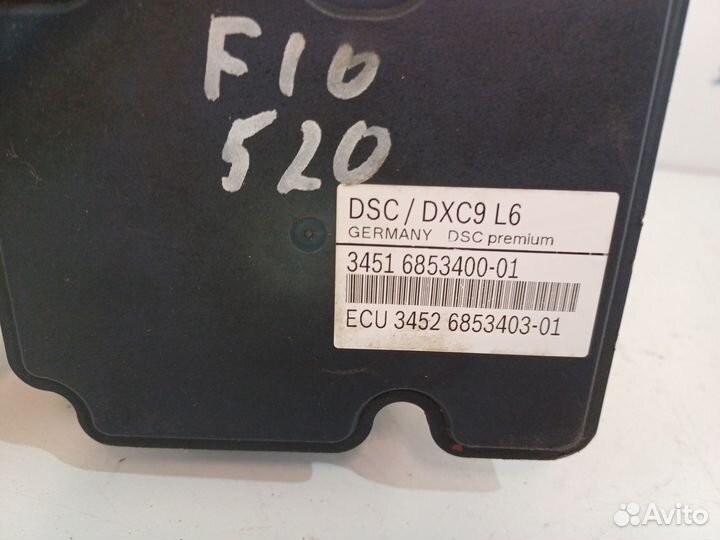 F10
520
DSC / DXC9 L6
GERMANY DSC premium
3451 6853400-01
ECU 3452 6853403-01
Avito